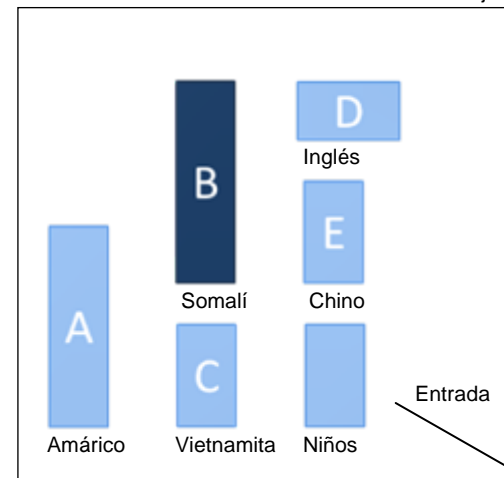 D
Inglés
B
E
Somalí
Chino
A
C
Entrada
Amárico
Vietnamita
Niños